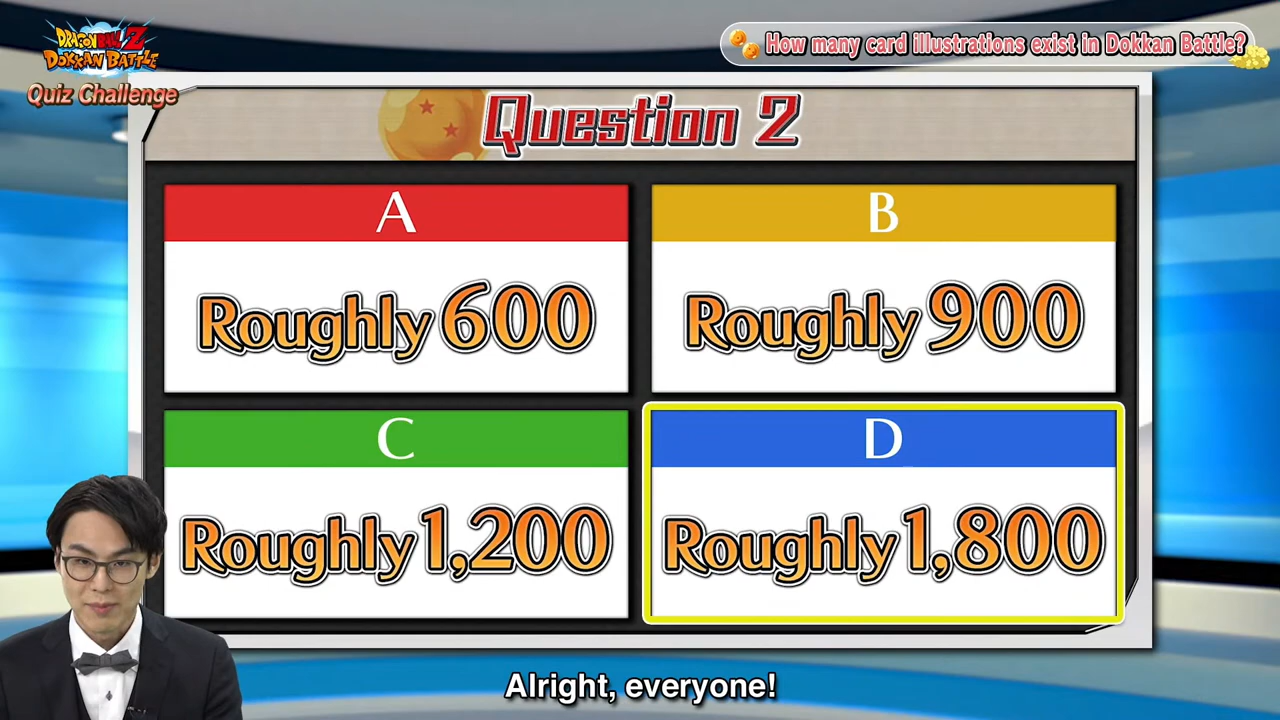 DRAGON BALL Z
DOKKAN BATTLE
Quiz Challenge
How many card illustrations exist in Dokkan Battle?
Question 2
A
Roughly 600
B
Roughly 900
C
Roughly 1,200
D
Roughly 1,800
Alright, everyone!